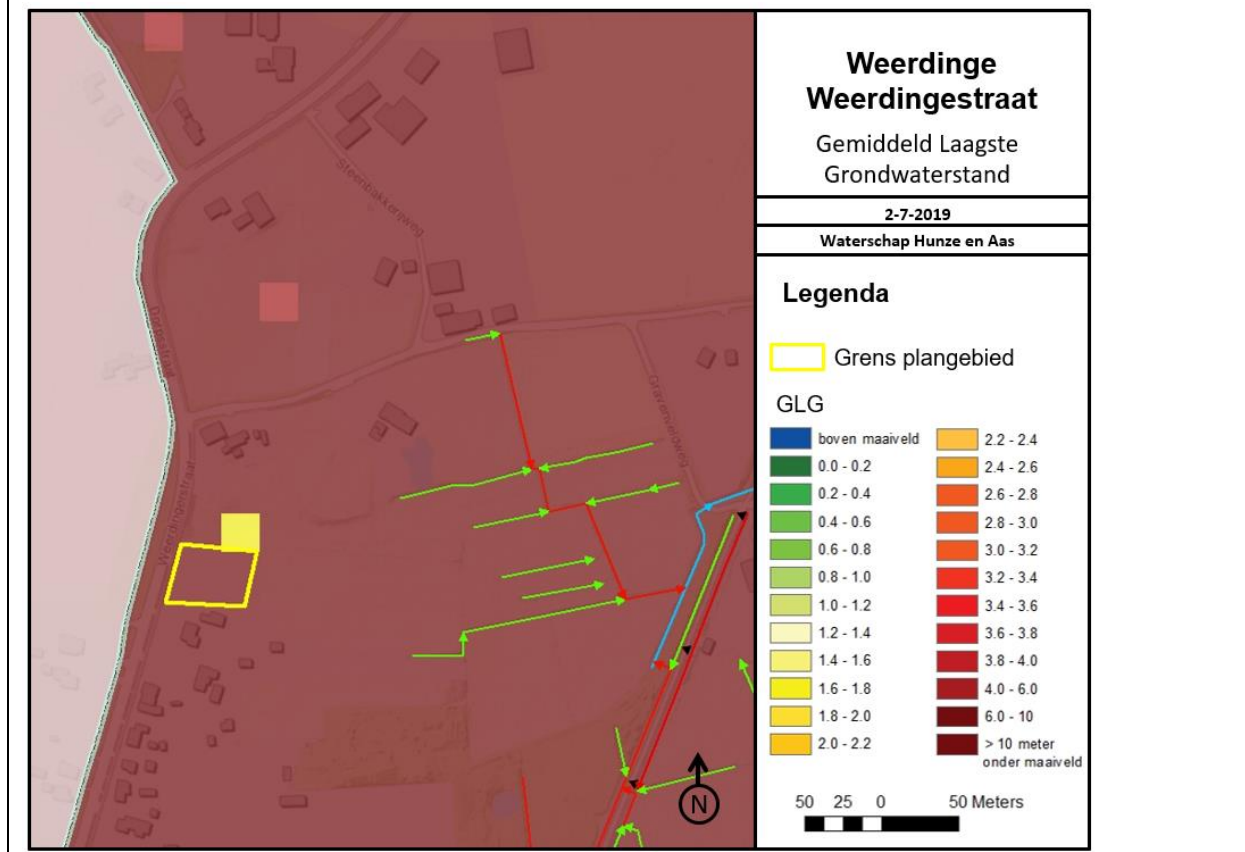 Weerdinge
Weerdingestraat
Gemiddeld Laagste
Grondwaterstand
2-7-2019
Waterschap Hunze en Aas
Legenda
Grens plangebied
GLG
boven maaiveld
0.0 - 0.2
0.2 - 0.4
0.4 - 0.6
0.6 - 0.8
0.8 - 1.0
1.0 - 1.2
1.2 - 1.4
1.4 - 1.6
1.6 - 1.8
1.8 - 2.0
2.0 - 2.2
2.2 - 2.4
2.4 - 2.6
2.6 - 2.8
2.8 - 3.0
3.0 - 3.2
3.2 - 3.4
3.4 - 3.6
3.6 - 3.8
3.8 - 4.0
4.0 - 6.0
6.0 - 10
> 10 meter
onder maaiveld
50 25 0 50 Meters
N
Steenbakkerijweg
Dorpsstraat
Gravenveldweg
Weerdingestraat